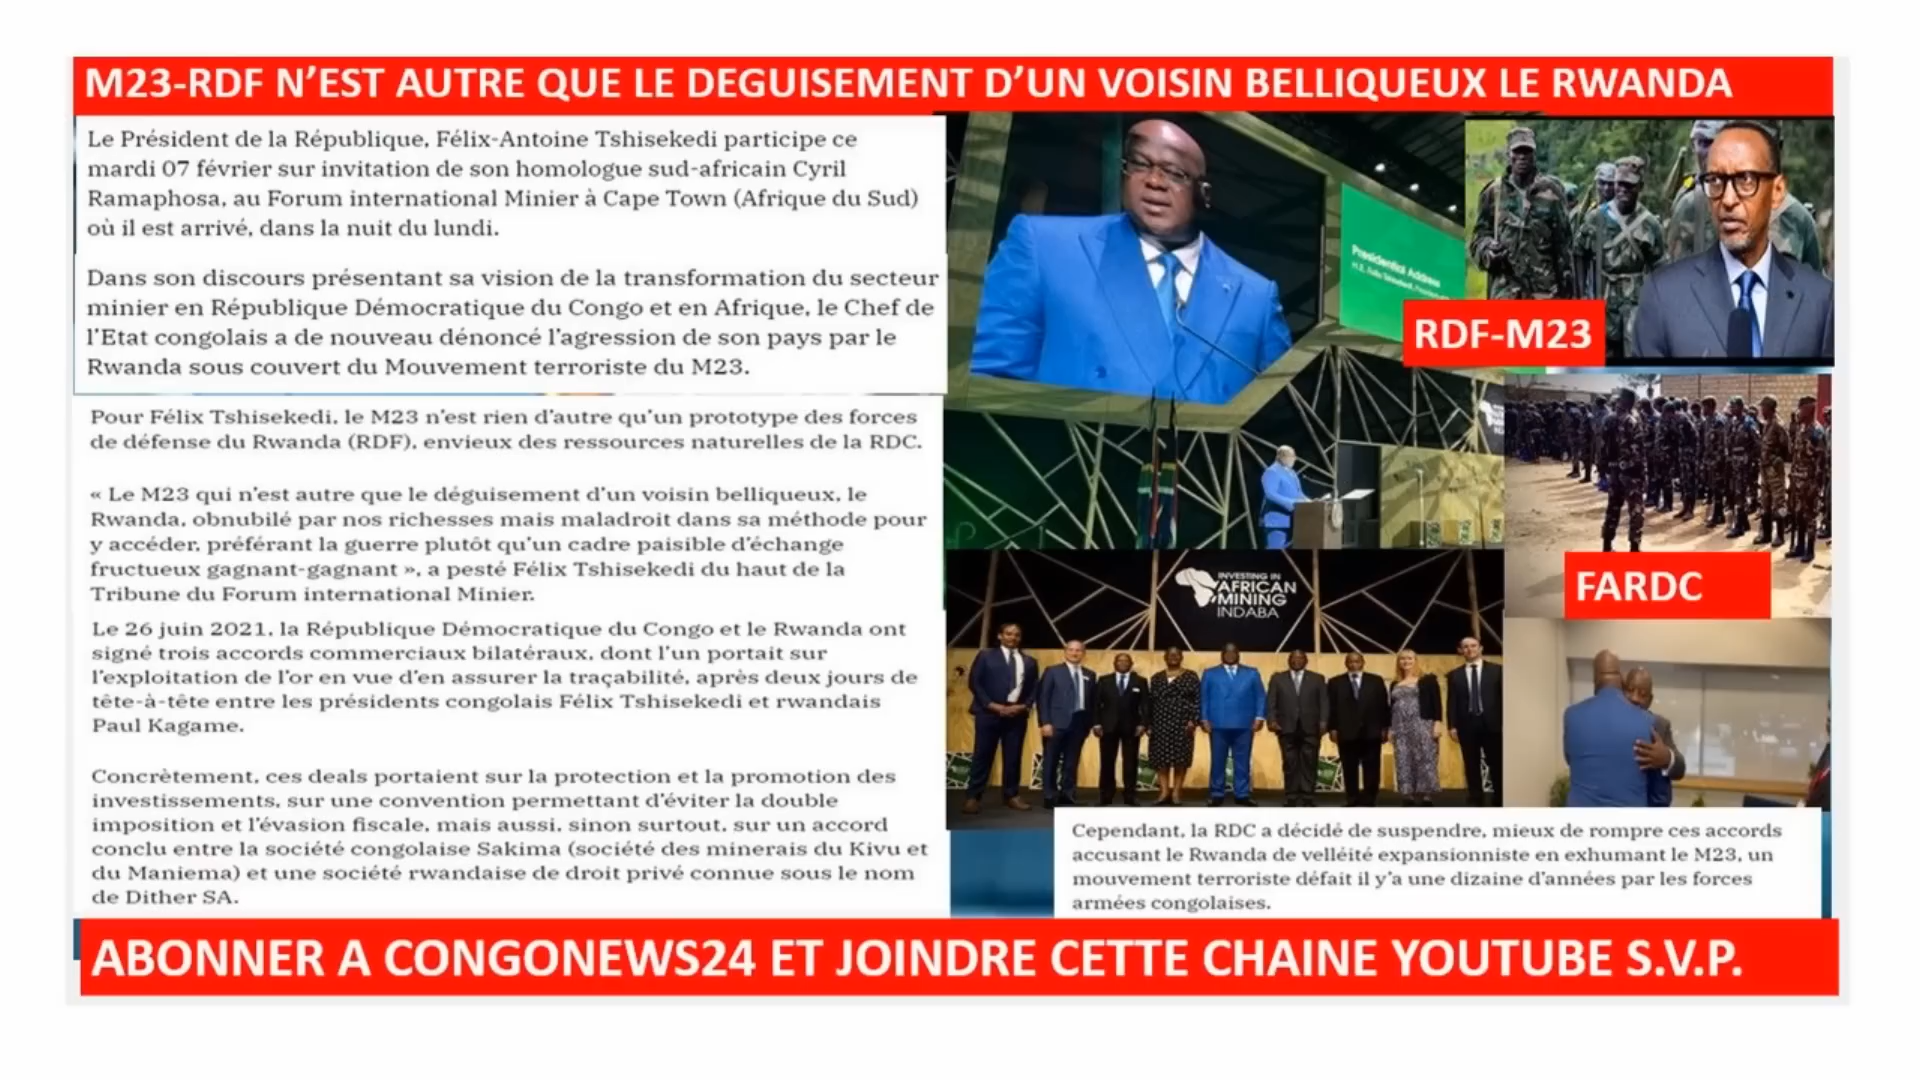 M23-RDF N'EST AUTRE QUE LE DEGUISEMENT D'UN VOISIN BELLIQUEUX LE RWANDA
Le Président de la République, Félix-Antoine Tshisekedi participe ce
mardi 07 février sur invitation de son homologue sud-africain Cyril
Ramaphosa, au Forum international Minier à Cape Town (Afrique du Sud)
où il est arrivé, dans la nuit du lundi.
Dans son discours présentant sa vision de la transformation du secteur
minier en République Démocratique du Congo et en Afrique, le Chef de
l'Etat congolais a de nouveau dénoncé l'agression de son pays par le
Rwanda sous couvert du Mouvement terroriste du M23.
Pour Félix Tshisekedi, le M23 n'est rien d'autre qu'un prototype des forces
de défense du Rwanda (RDF), envieux des ressources naturelles de la RDC.
« Le M23 qui n'est autre que le déguisement d'un voisin belliqueux, le
Rwanda, obnubilé par nos richesses mais maladroit dans sa méthode pour
y accéder, préférant la guerre plutôt qu'un cadre paisible d'échange
fructueux gagnant-gagnant », a pesté Félix Tshisekedi du haut de la
Tribune du Forum international Minier.
Le 26 juin 2021, la République Démocratique du Congo et le Rwanda ont
signé trois accords commerciaux bilatéraux, dont l'un portait sur
l'exploitation de l'or en vue d'en assurer la traçabilité, après deux jours de
tête-à-tête entre les présidents congolais Félix Tshisekedi et rwandais
Paul Kagame.
Concrètement, ces deals portaient sur la protection et la promotion des
investissements, sur une convention permettant d'éviter la double
imposition et l'évasion fiscale, mais aussi, sinon surtout, sur un accord
conclu entre la société congolaise Sakima (société des minerais du Kivu et
du Maniema) et une société rwandaise de droit privé connue sous le nom
de Dither SA.
Presidential Address
RDF-M23
FARDC
INVESTING IN
AFRICAN
MINING
INDABA
Cependant, la RDC a décidé de suspendre, mieux de rompre ces accords
accusant le Rwanda de velléité expansionniste en exhumant le M23, un
mouvement terroriste défait il y'a une dizaine d'années par les forces
armées congolaises.
ABONNER A CONGONEWS24 ET JOINDRE CETTE CHAINE YOUTUBE S.V.P.